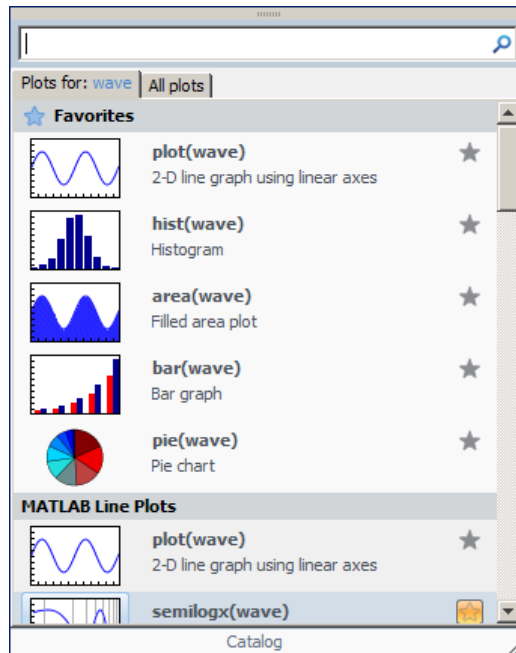 Plots for: wave
All plots
Favorites
plot(wave)
2-D line graph using linear axes
hist(wave)
Histogram
area(wave)
Filled area plot
bar(wave)
Bar graph
pie(wave)
Pie chart
MATLAB Line Plots
plot(wave)
2-D line graph using linear axes
semilogx(wave)
Catalog